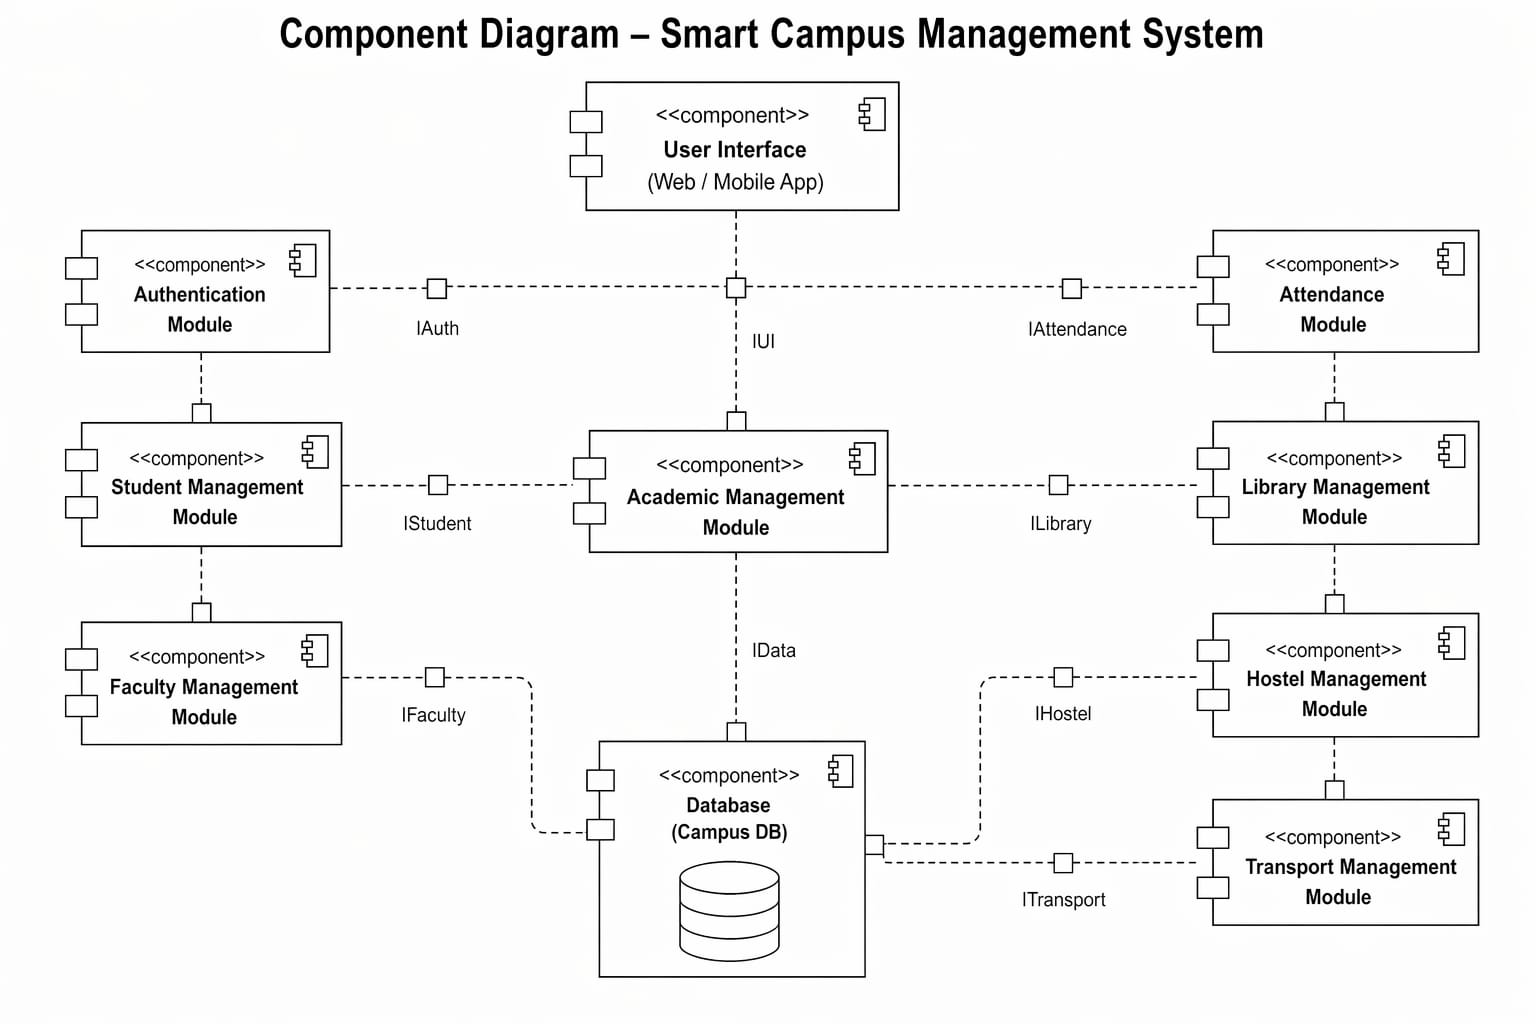 Component Diagram – Smart Campus Management System
<<component>>
User Interface
(Web / Mobile App)
<<component>>
Authentication
Module
IAuth
IUI
IAttendance
<<component>>
Attendance
Module
<<component>>
Student Management
Module
IStudent
<<component>>
Academic Management
Module
ILibrary
<<component>>
Library Management
Module
<<component>>
Faculty Management
Module
IFaculty
IData
IHostel
<<component>>
Hostel Management
Module
<<component>>
Database
(Campus DB)
ITransport
<<component>>
Transport Management
Module